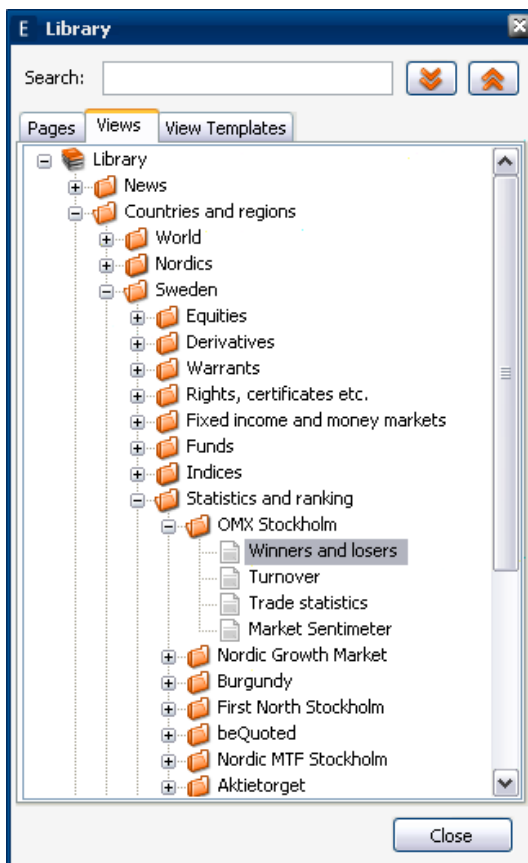 E Library
Search:
Pages Views View Templates
Library
News
Countries and regions
World
Nordics
Sweden
Equities
Derivatives
Warrants
Rights, certificates etc.
Fixed income and money markets
Funds
Indices
Statistics and ranking
OMX Stockholm
Winners and losers
Turnover
Trade statistics
Market Sentimeter
Nordic Growth Market
Burgundy
First North Stockholm
beQuoted
Nordic MTF Stockholm
Aktietorget
Close